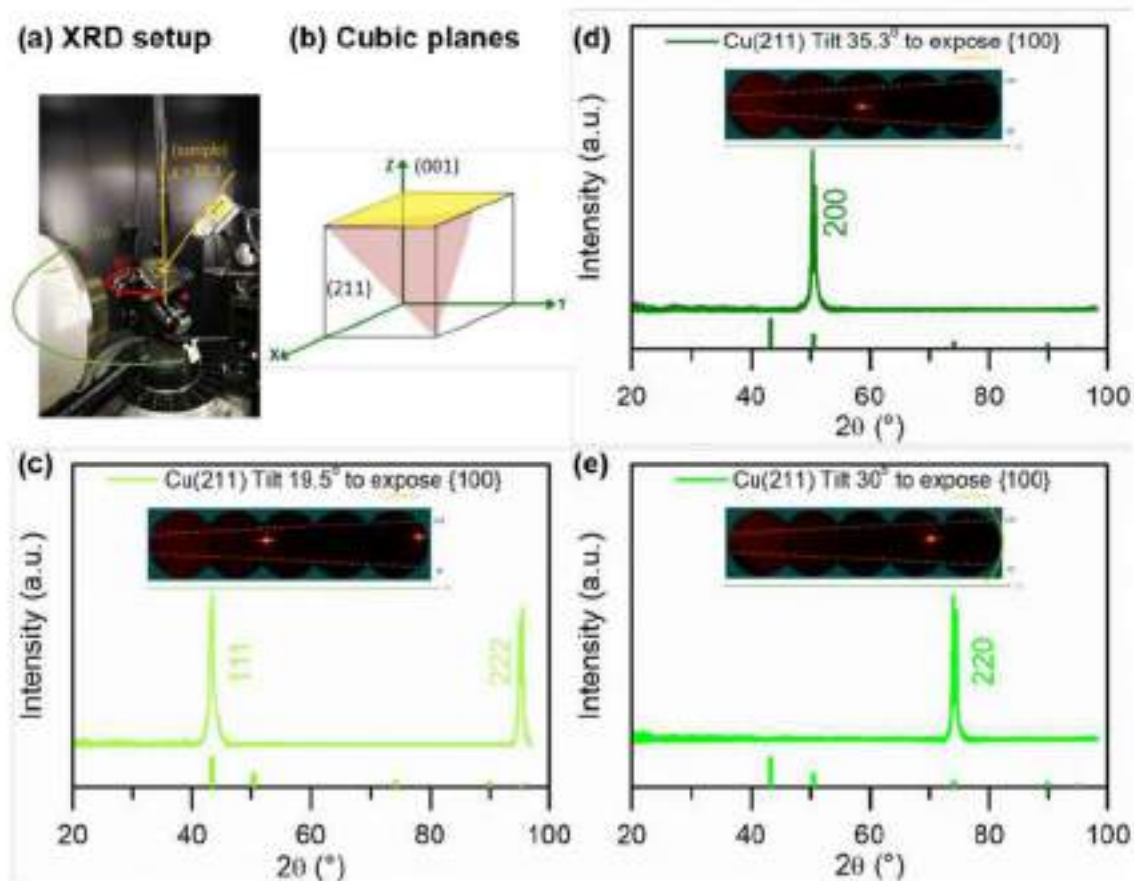 (a) XRD setup
(b) Cubic planes
(sample)
Z
(001)
(211)
Y
X
(d)
Cu(211) Tilt 35.3° to expose {100}
Intensity (a.u.)
200
20 40 60 80 100
2θ (°)
(c)
Cu(211) Tilt 19.5° to expose {100}
Intensity (a.u.)
111
222
20 40 60 80 100
2θ (°)
(e)
Cu(211) Tilt 30° to expose {100}
Intensity (a.u.)
220
20 40 60 80 100
2θ (°)